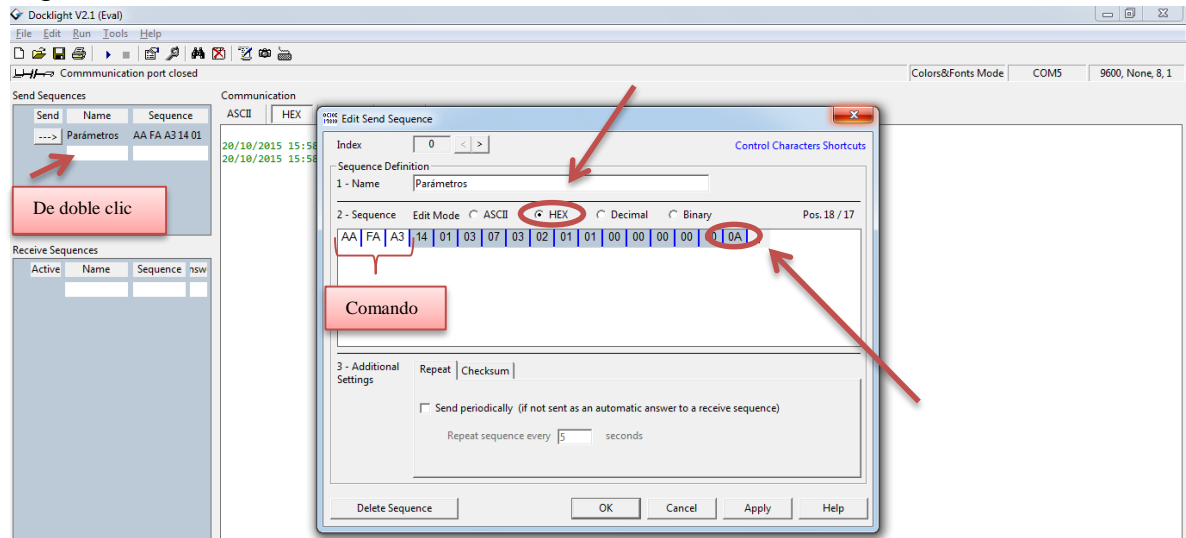 Docklight V2.1 (Eval)
File Edit Run Tools Help
Commmunication port closed
Colors&Fonts Mode COM5 9600, None, 8, 1
Send Sequences
Send Name Sequence
---> Parámetros AA FA A3 14 01
De doble clic
Receive Sequences
Active Name Sequence nsw
Communication
ASCII HEX
20/10/2015 15:58
20/10/2015 15:58
Edit Send Sequence
Index 0 < > Control Characters Shortcuts
Sequence Definition
1 - Name Parámetros
2 - Sequence Edit Mode ASCII HEX Decimal Binary Pos. 18 / 17
AA FA A3 14 01 03 07 03 02 01 01 00 00 00 00 0 0A
Comando
3 - Additional Settings
Repeat Checksum
Send periodically (if not sent as an automatic answer to a receive sequence)
Repeat sequence every 5 seconds
Delete Sequence OK Cancel Apply Help